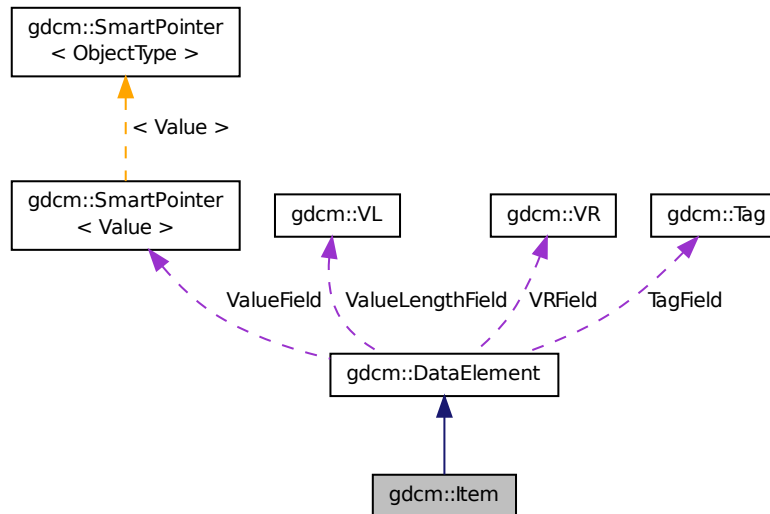 gdcm::SmartPointer
< ObjectType >
< Value >
gdcm::SmartPointer
< Value >
gdcm::VL
gdcm::VR
gdcm::Tag
ValueField
ValueLengthField
VRField
TagField
gdcm::DataElement
gdcm::Item